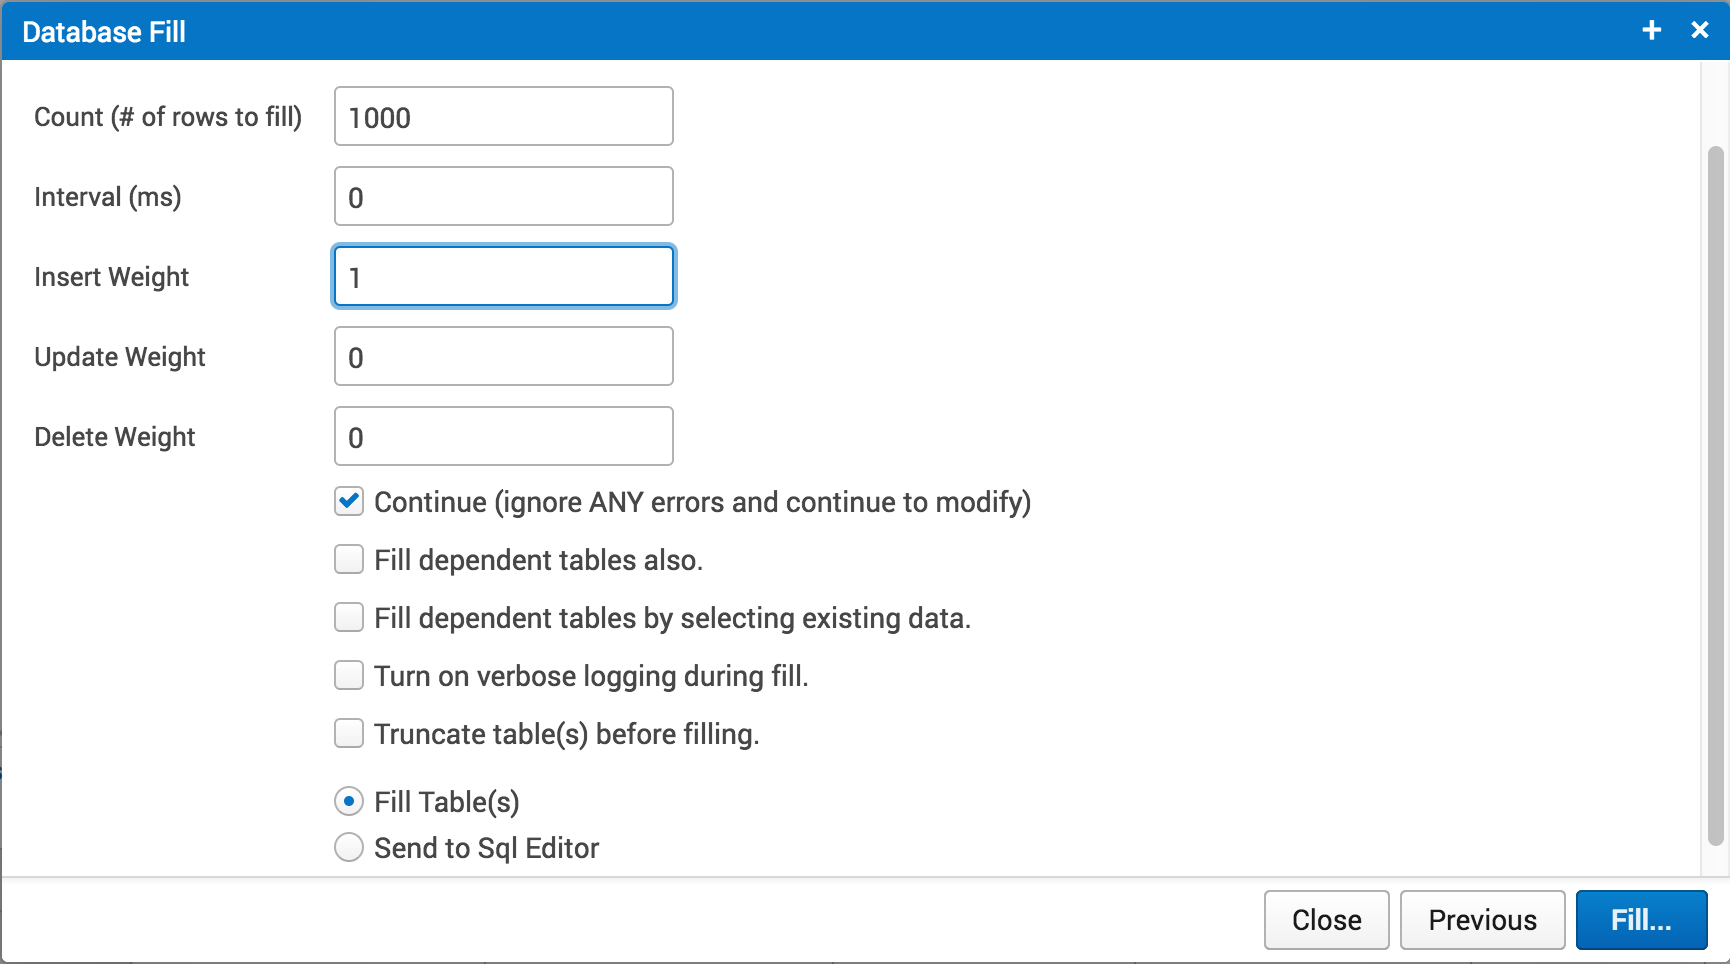 Database Fill
Count (# of rows to fill) 1000
Interval (ms) 0
Insert Weight 1
Update Weight 0
Delete Weight 0
Continue (ignore ANY errors and continue to modify)
Fill dependent tables also.
Fill dependent tables by selecting existing data.
Turn on verbose logging during fill.
Truncate table(s) before filling.
Fill Table(s)
Send to Sql Editor
Close Previous Fill...